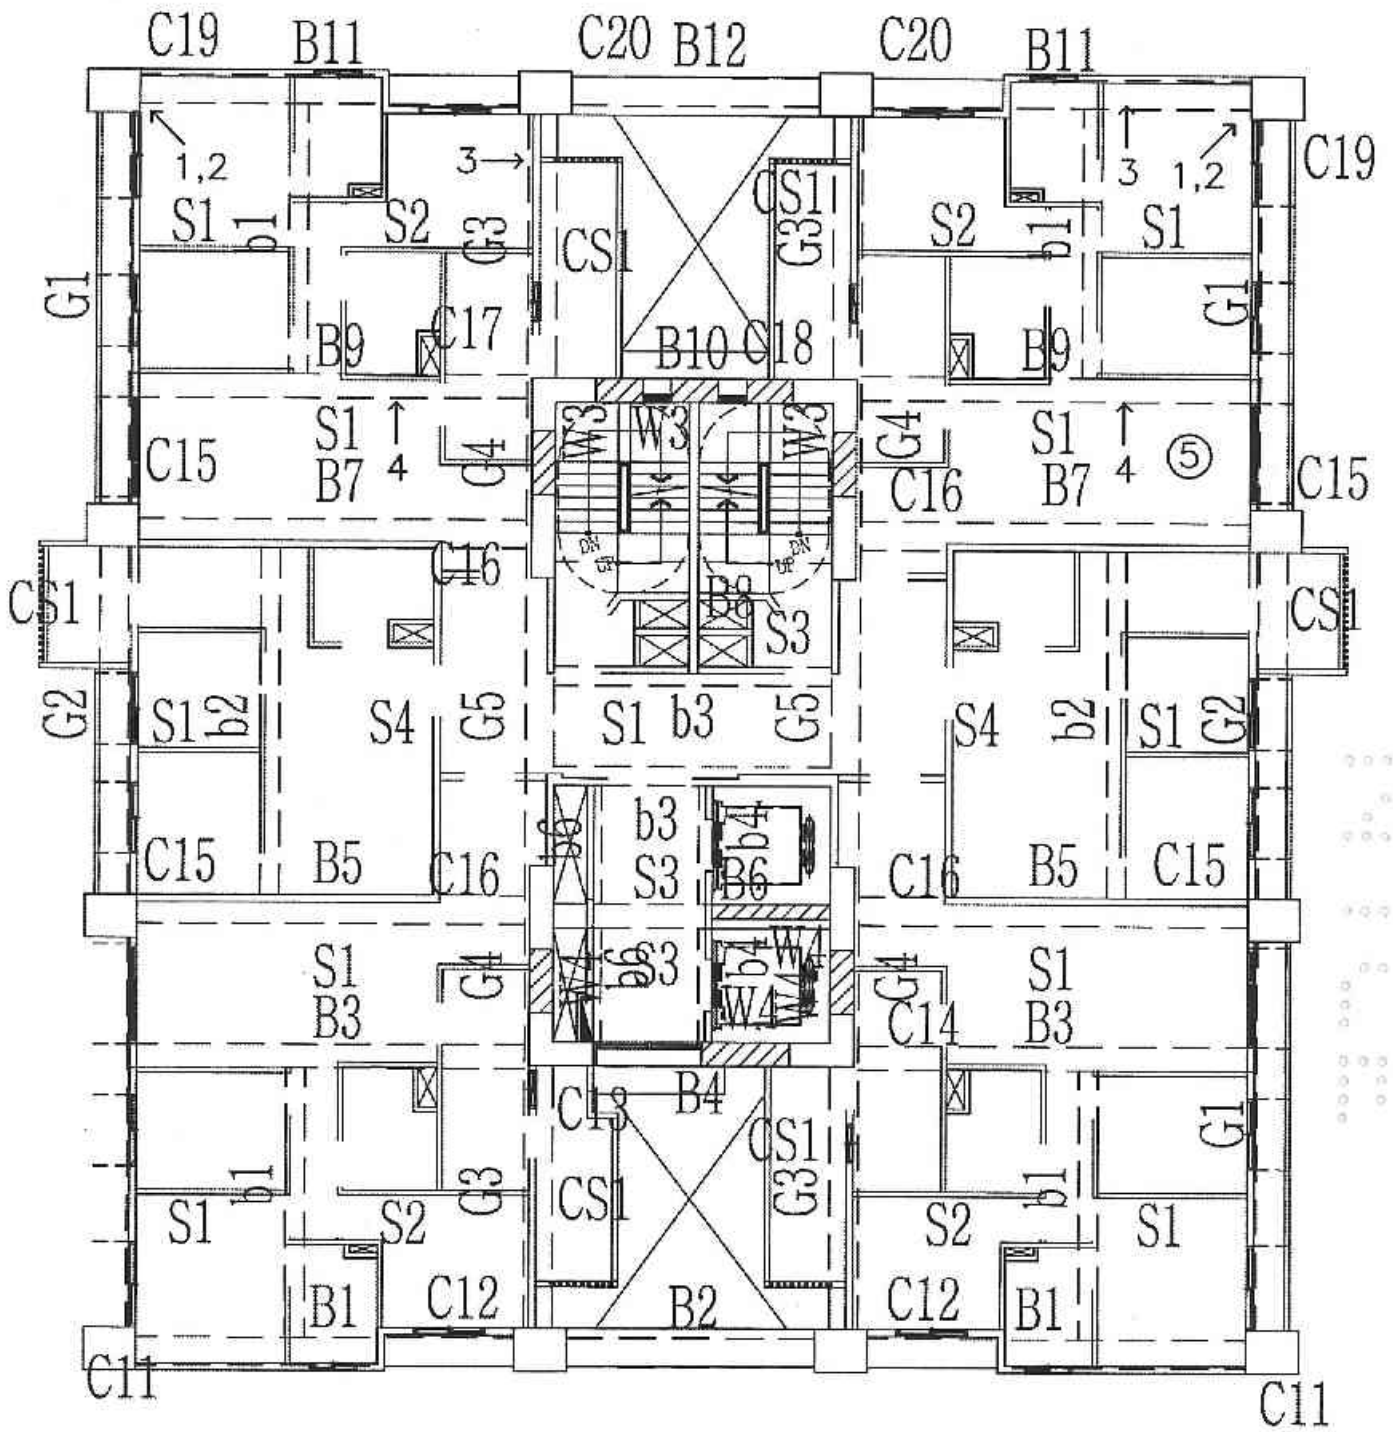 C19 B11 C20 B12 C20 B11
C19
1,2 3→ 3 1,2
S1 b1 S2 G3 CS1 CS1 G3 S2 b1 S1
G1 B9 C17 B10 C18 B9 G1
C15 S1 4 G4 W3 W3 W3 G4 S1 4 ⑤ C15
B7 C16 B7
DN DN
UP UP
CS1 C16 B8 S3 CS1
G2 S1 b2 S4 G5 S1 b3 G5 S4 b2 S1 G2
b3 b4
b6
C15 B5 C16 S3 B6 C16 B5 C15
S1 G4 W4 b6 S3 b4 W4 G4 S1
B3 W4 W4 C14 B3
C13 B4 CS1 G1
b1 G3 CS1 G3 b1
S1 S2 S2 S1
B1 C12 B2 C12 B1
C11 C11